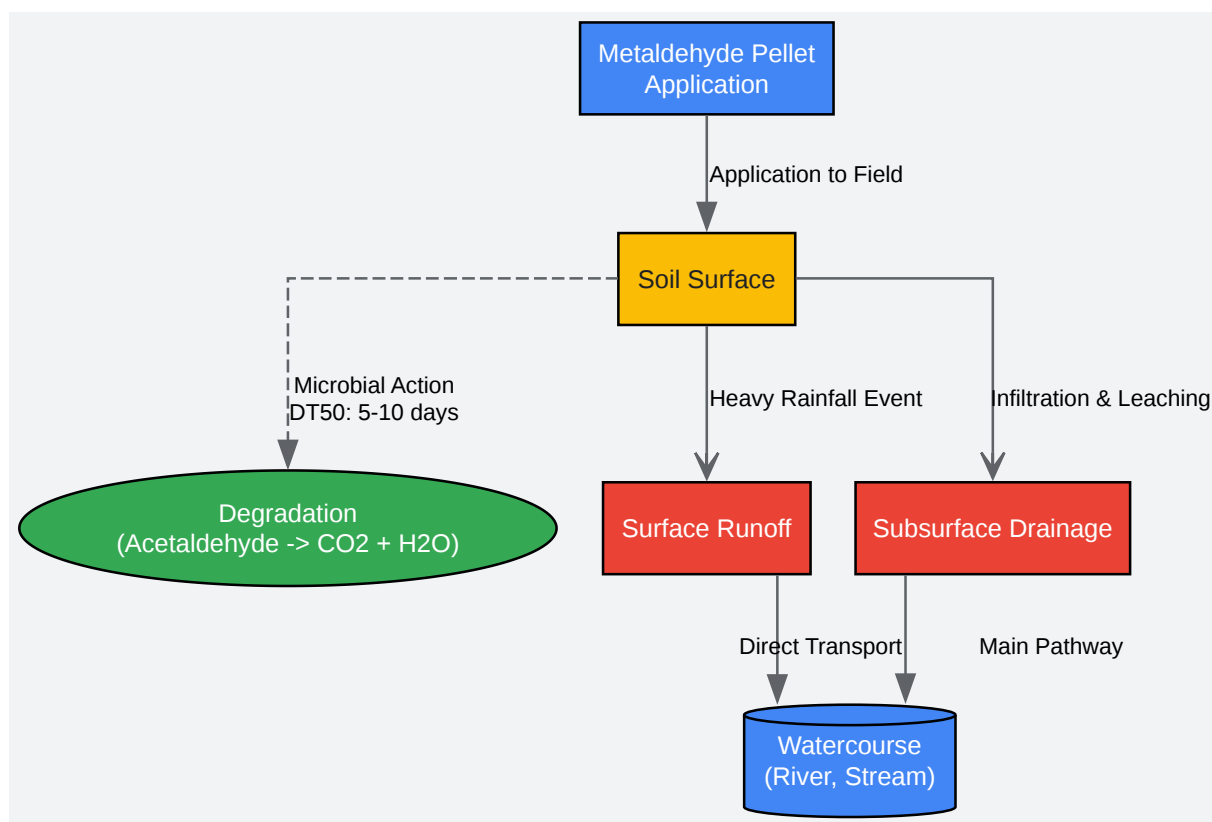 Metaldehyde Pellet
Application
Application to Field
Soil Surface
Microbial Action
DT50: 5-10 days
Heavy Rainfall Event
Infiltration & Leaching
Degradation
(Acetaldehyde -> CO2 + H2O)
Surface Runoff
Subsurface Drainage
Direct Transport
Main Pathway
Watercourse
(River, Stream)